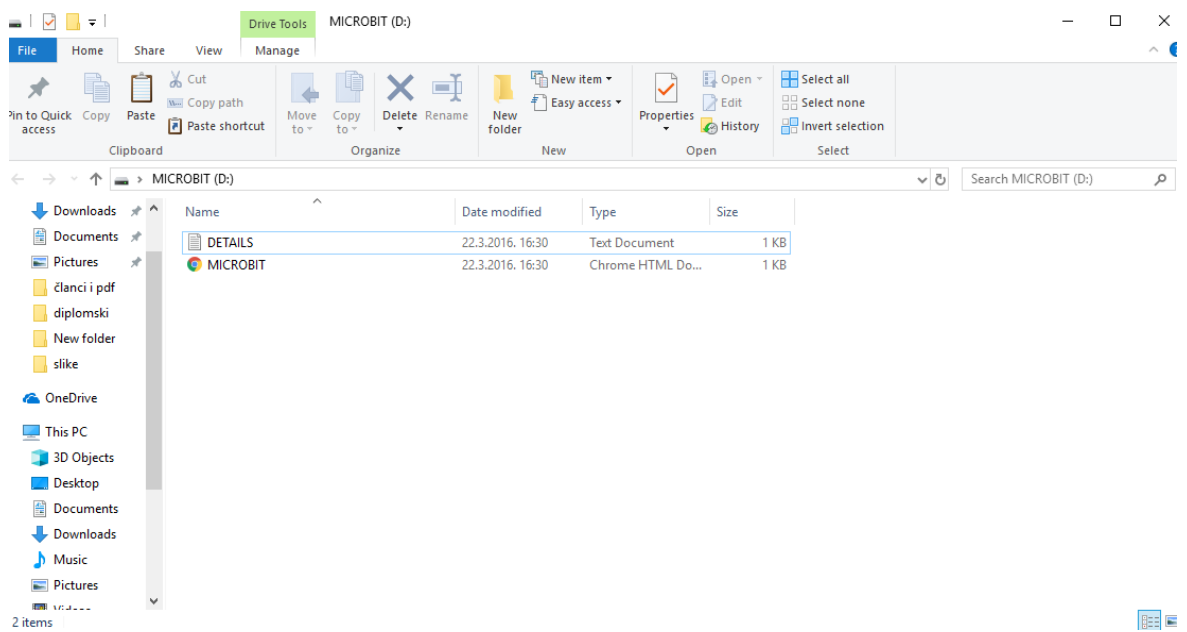 Drive Tools MICROBIT (D:)
File Home Share View Manage
Pin to Quick access
Copy
Paste
Cut
Copy path
Paste shortcut
Clipboard
Move to
Copy to
Delete
Rename
Organize
New folder
New item
Easy access
New
Properties
Open
Edit
History
Open
Select all
Select none
Invert selection
Select
MICROBIT (D:)
Search MICROBIT (D:)
Downloads
Documents
Pictures
članci i pdf
diplomski
New folder
slike
OneDrive
This PC
3D Objects
Desktop
Documents
Downloads
Music
Pictures
Videos
Name Date modified Type Size
DETAILS 22.3.2016. 16:30 Text Document 1 KB
MICROBIT 22.3.2016. 16:30 Chrome HTML Do... 1 KB
2 items